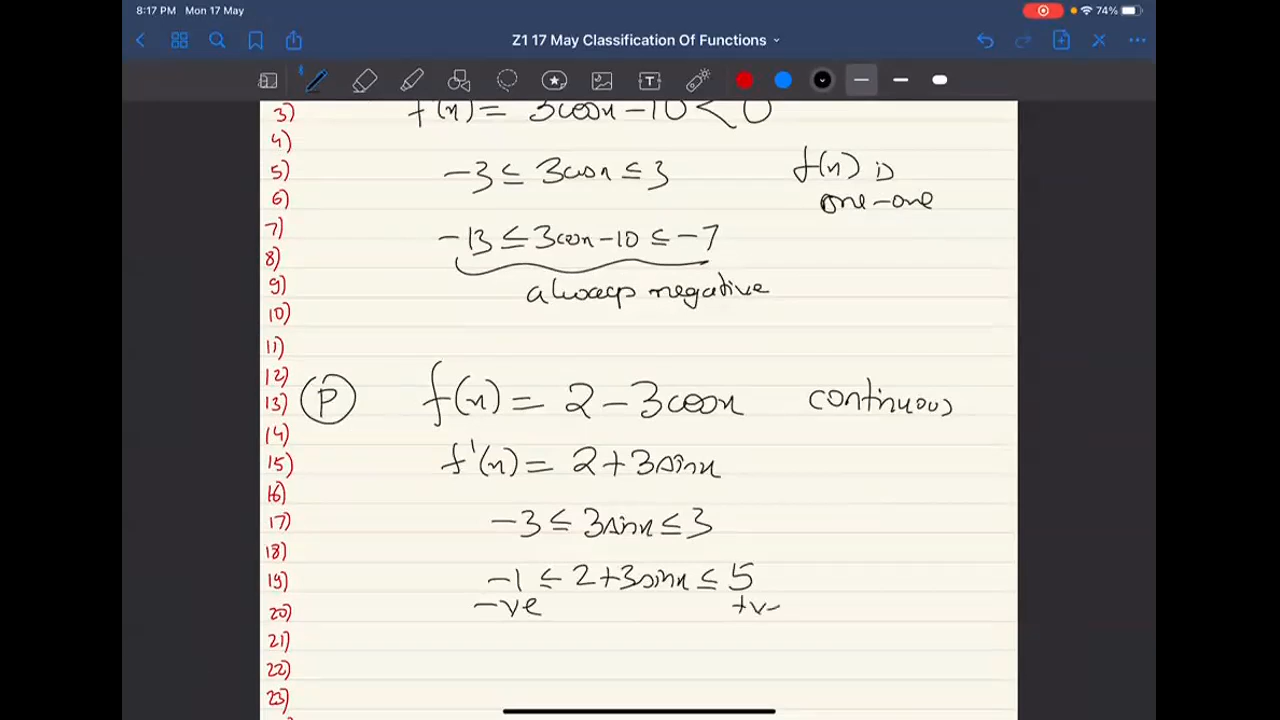 8:17 PM Mon 17 May
74%
Z1 17 May Classification Of Functions
3) f'(x) = 3cosx - 10 < 0
4)
5) -3 ≤ 3cosx ≤ 3 f(x) is
6) one-one
7) -13 ≤ 3cosx - 10 ≤ -7
8)
9) always negative
10)
11)
12)
13) P f(x) = 2 - 3cosx continuous
14)
15) f'(x) = 2 + 3sinx
16)
17) -3 ≤ 3sinx ≤ 3
18)
19) -1 ≤ 2 + 3sinx ≤ 5
20) -ve +v-
21)
22)
23)